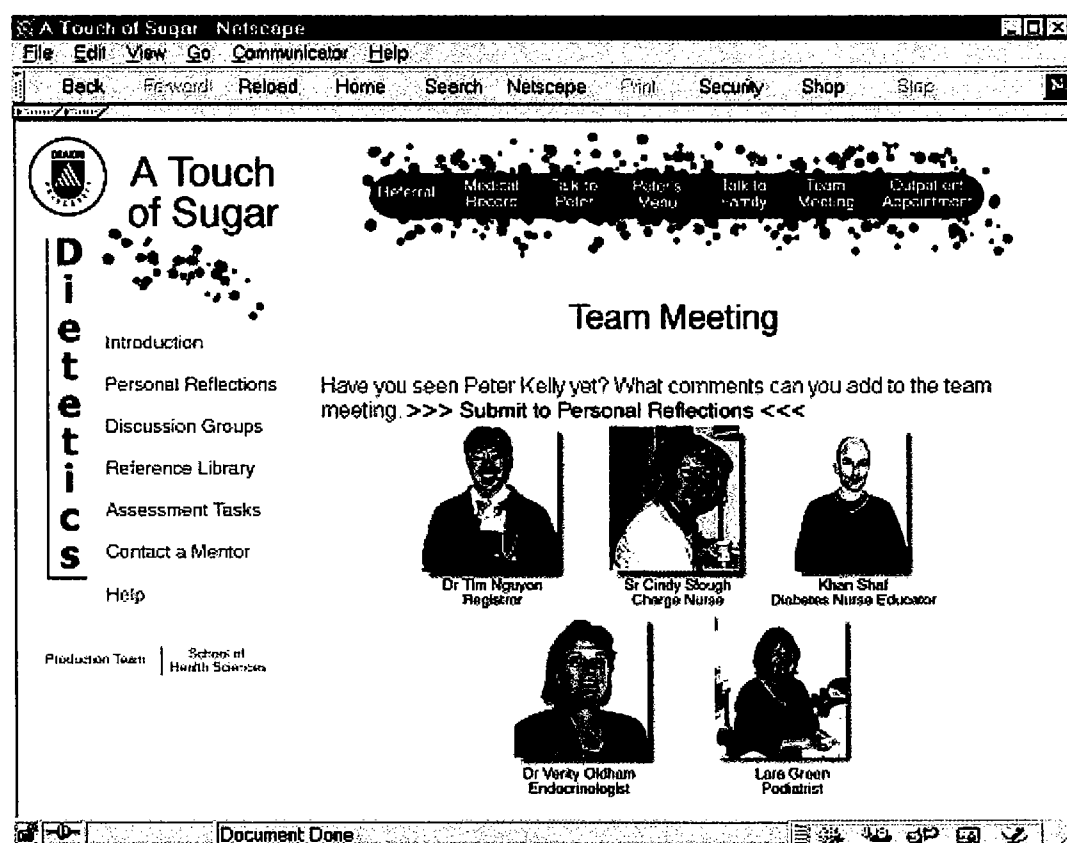 A Touch of Sugar Netscape
File Edit View Go Communicator Help
Back Forward Reload Home Search Netscape Print Security Shop Stop
DEAKIN
A Touch
of Sugar
Referral
Medical
Record
Talk to
Peter
Peter's
Menu
Talk to
Family
Team
Meeting
Outpatient
Appointment
Dietetics
Introduction
Personal Reflections
Discussion Groups
Reference Library
Assessment Tasks
Contact a Mentor
Help
Production Team
School of
Health Sciences
Team Meeting
Have you seen Peter Kelly yet? What comments can you add to the team
meeting. >>> Submit to Personal Reflections <<<
Dr Tim Nguyen
Registrar
Sr Cindy Slough
Charge Nurse
Khan Shaf
Diabetes Nurse Educator
Dr Verity Oldham
Endocrinologist
Lara Green
Podiatrist
Document Done